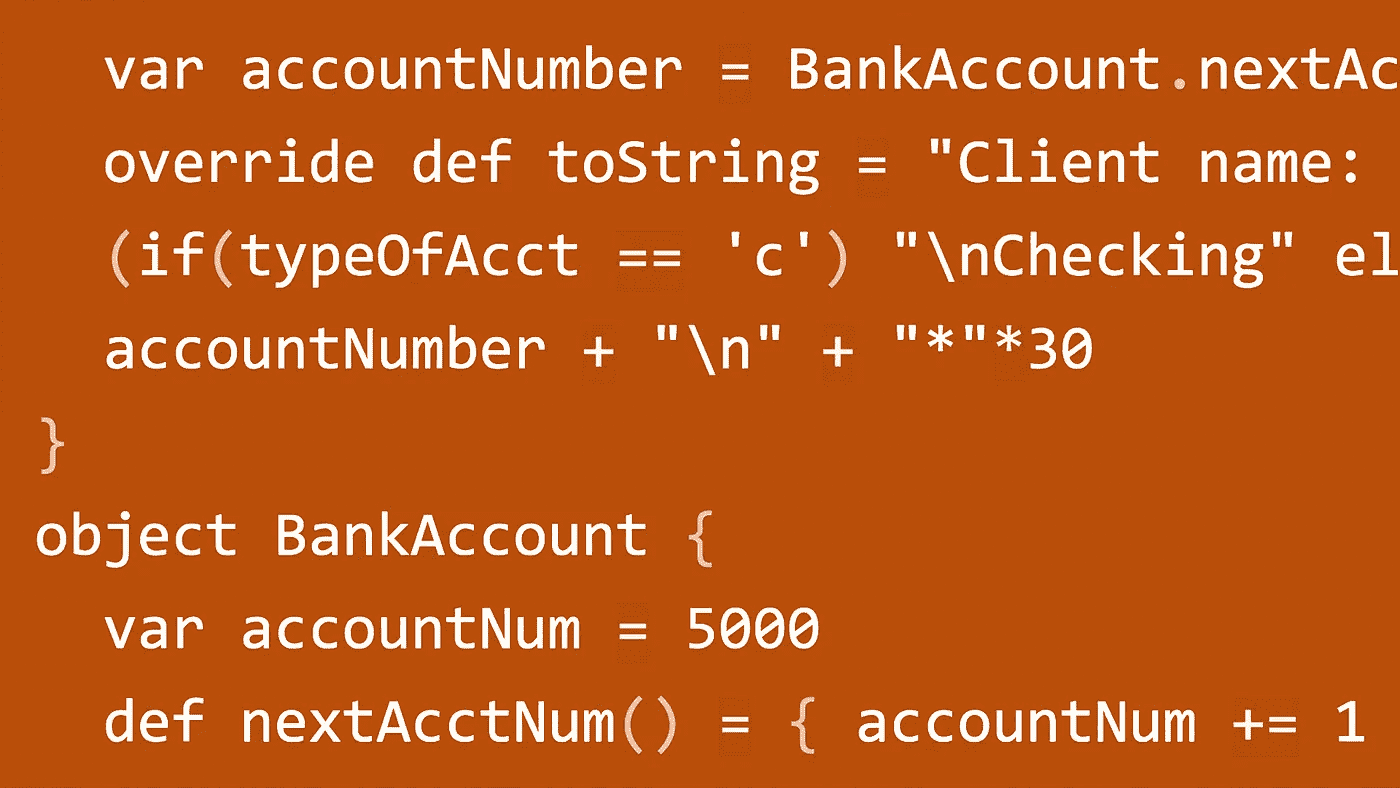 var accountNumber = BankAccount.nextAc
override def toString = "Client name:
(if(typeOfAcct == 'c') "\nChecking" el
accountNumber + "\n" + "*"*30
}
object BankAccount {
var accountNum = 5000
def nextAcctNum() = { accountNum += 1